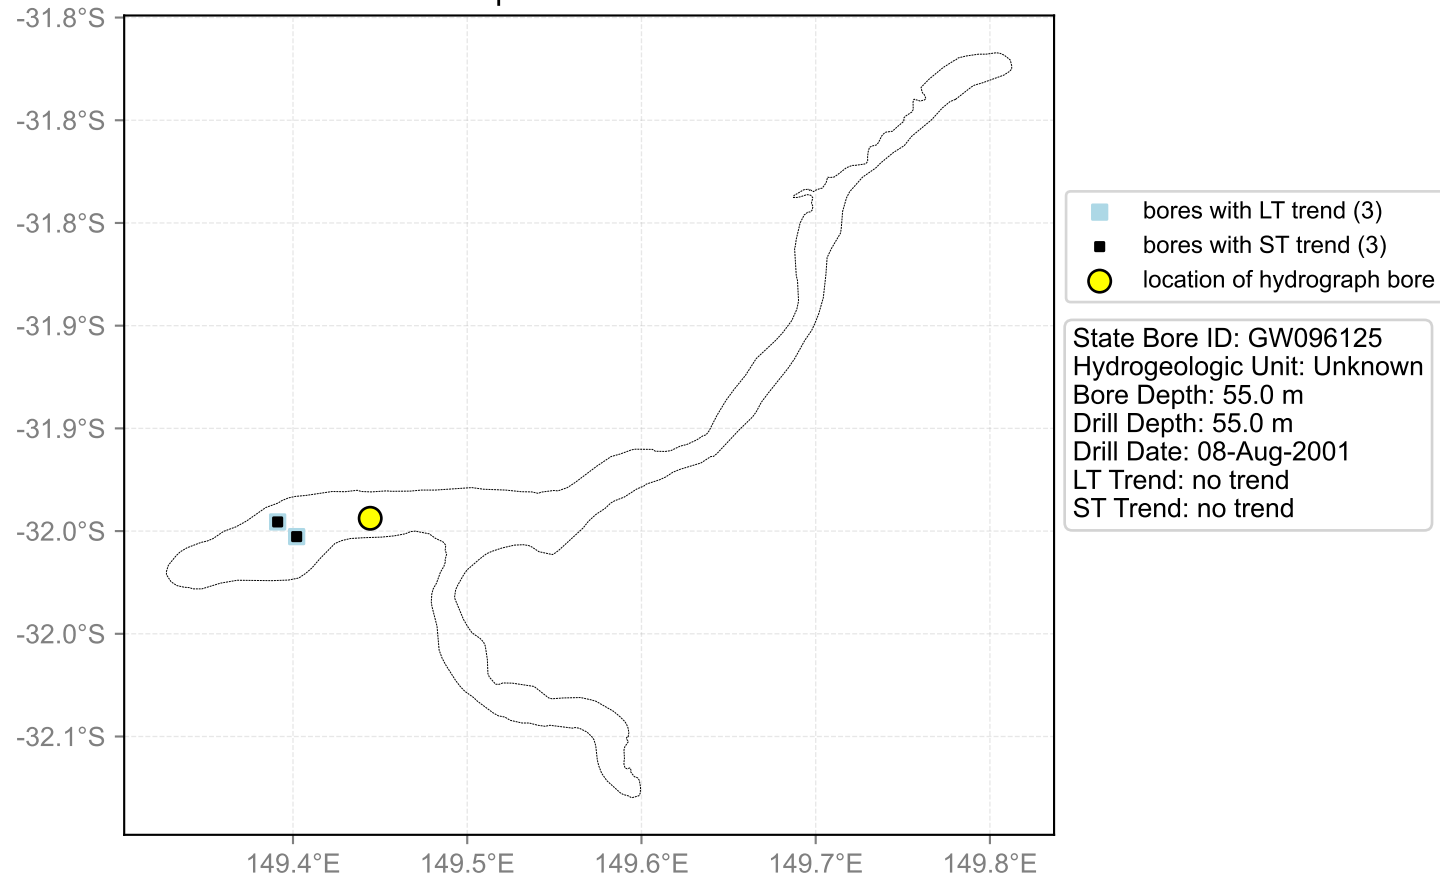 -31.8°S
-31.8°S
-31.8°S
-31.9°S
-31.9°S
-32.0°S
-32.0°S
-32.1°S
149.4°E 149.5°E 149.6°E 149.7°E 149.8°E
bores with LT trend (3)
bores with ST trend (3)
location of hydrograph bore
State Bore ID: GW096125
Hydrogeologic Unit: Unknown
Bore Depth: 55.0 m
Drill Depth: 55.0 m
Drill Date: 08-Aug-2001
LT Trend: no trend
ST Trend: no trend